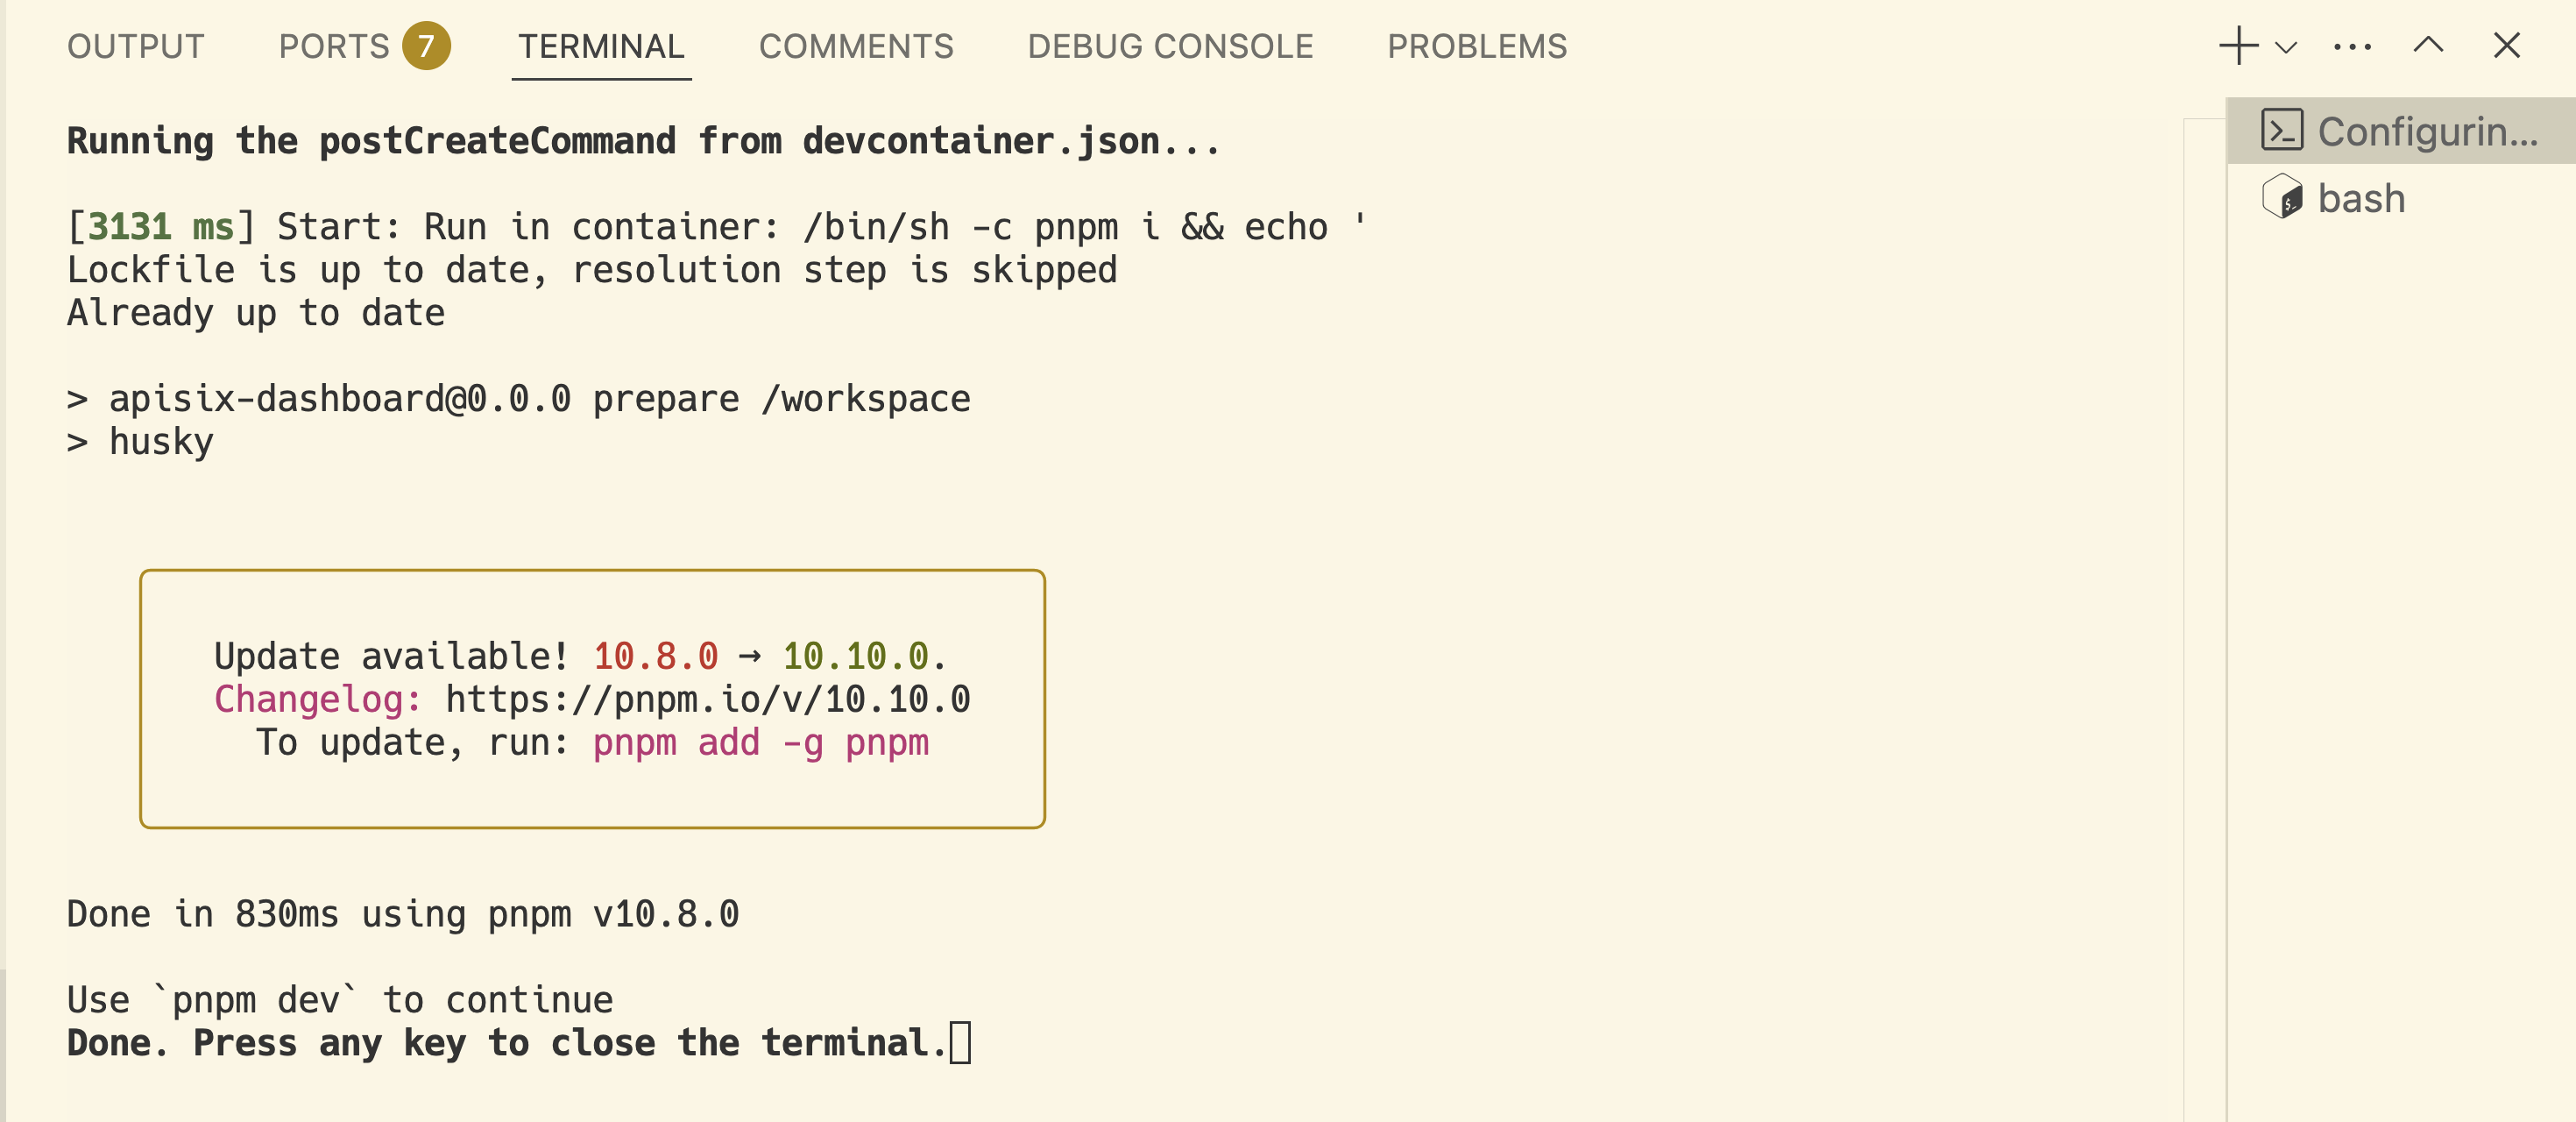 OUTPUT PORTS 7 TERMINAL COMMENTS DEBUG CONSOLE PROBLEMS
Configurin...
bash
Running the postCreateCommand from devcontainer.json...
[3131 ms] Start: Run in container: /bin/sh -c pnpm i && echo '
Lockfile is up to date, resolution step is skipped
Already up to date
> apisix-dashboard@0.0.0 prepare /workspace
> husky
Update available! 10.8.0 → 10.10.0.
Changelog: https://pnpm.io/v/10.10.0
To update, run: pnpm add -g pnpm
Done in 830ms using pnpm v10.8.0
Use `pnpm dev` to continue
Done. Press any key to close the terminal.